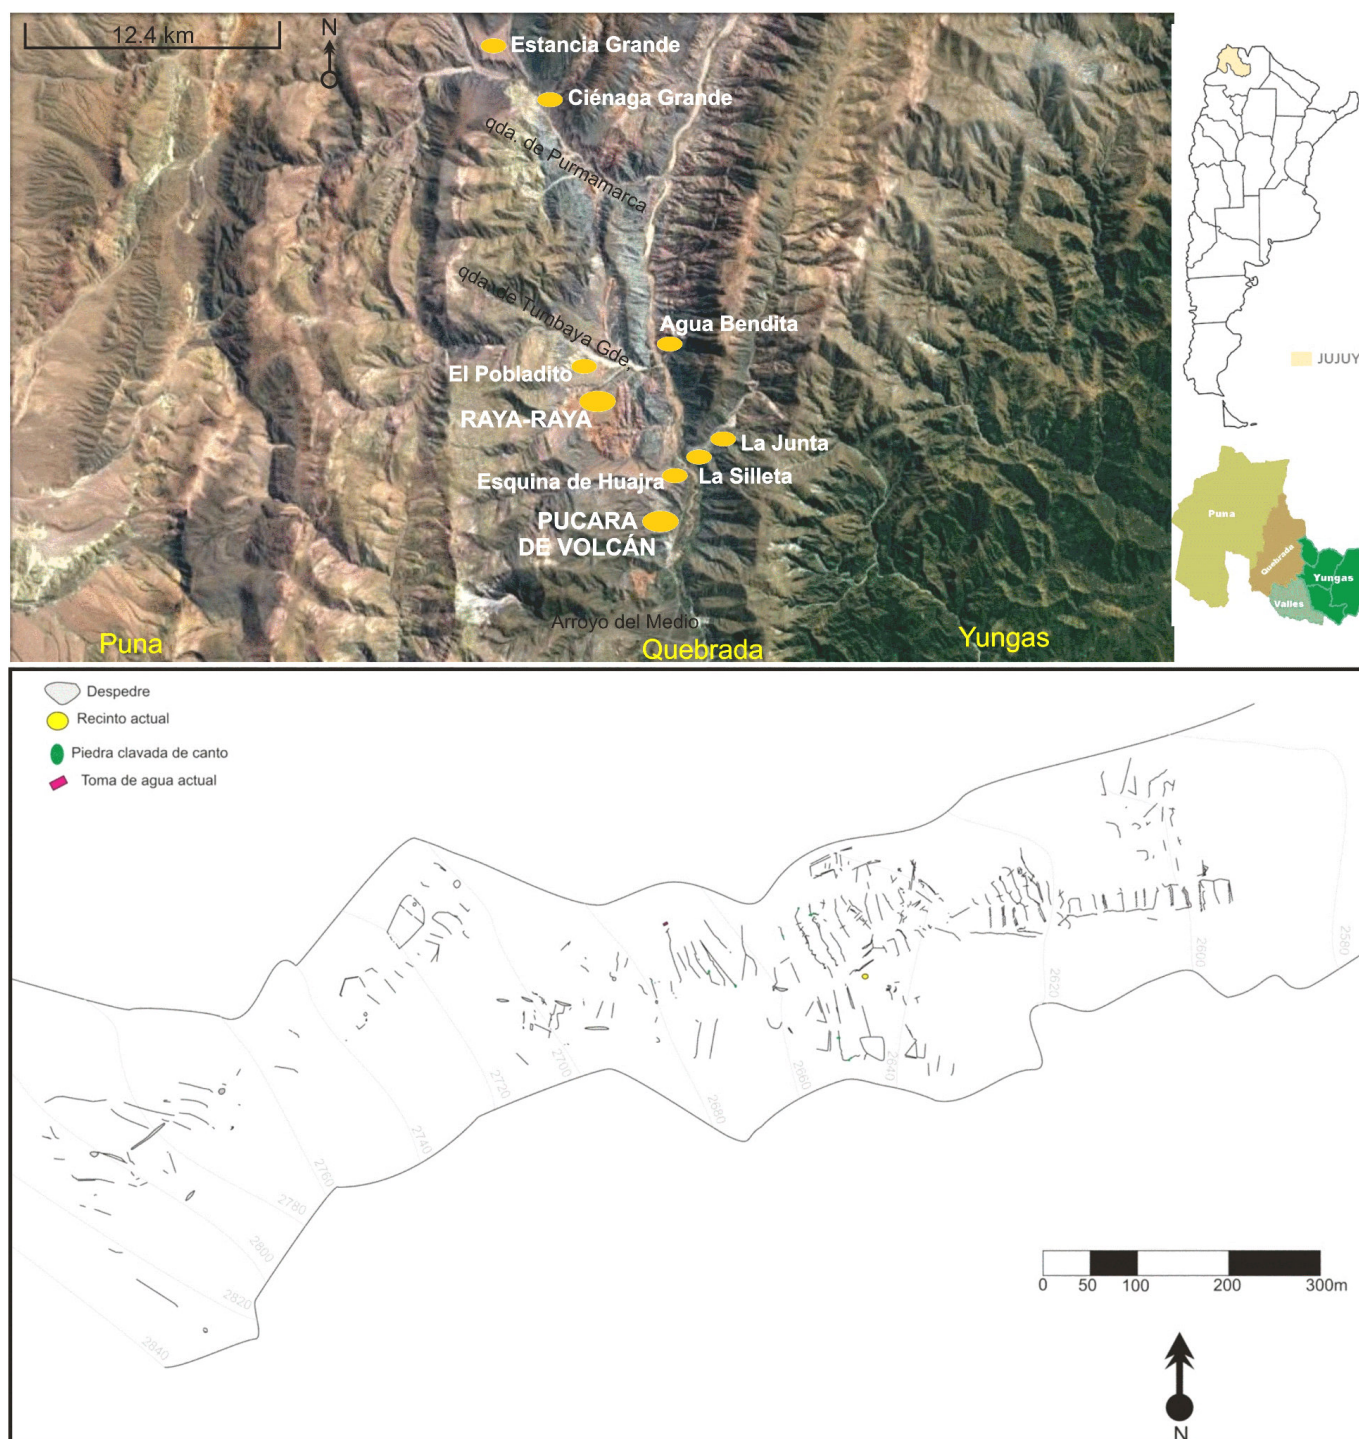 12.4 km
N
Estancia Grande
Ciénaga Grande
qda. de Purmamarca
qda. de Tumbaya Gde,
Agua Bendita
El Pobladito
RAYA-RAYA
La Junta
La Silleta
Esquina de Huajra
PUCARA
DE VOLCÁN
Arroyo del Medio
Puna
Quebrada
Yungas
JUJUY
Puna
Quebrada
Yungas
Valles
Despedre
Recinto actual
Piedra clavada de canto
Toma de agua actual
2580
2600
2620
2640
2660
2680
2700
2720
2740
2760
2780
2800
2820
2840
0 50 100 200 300m
N